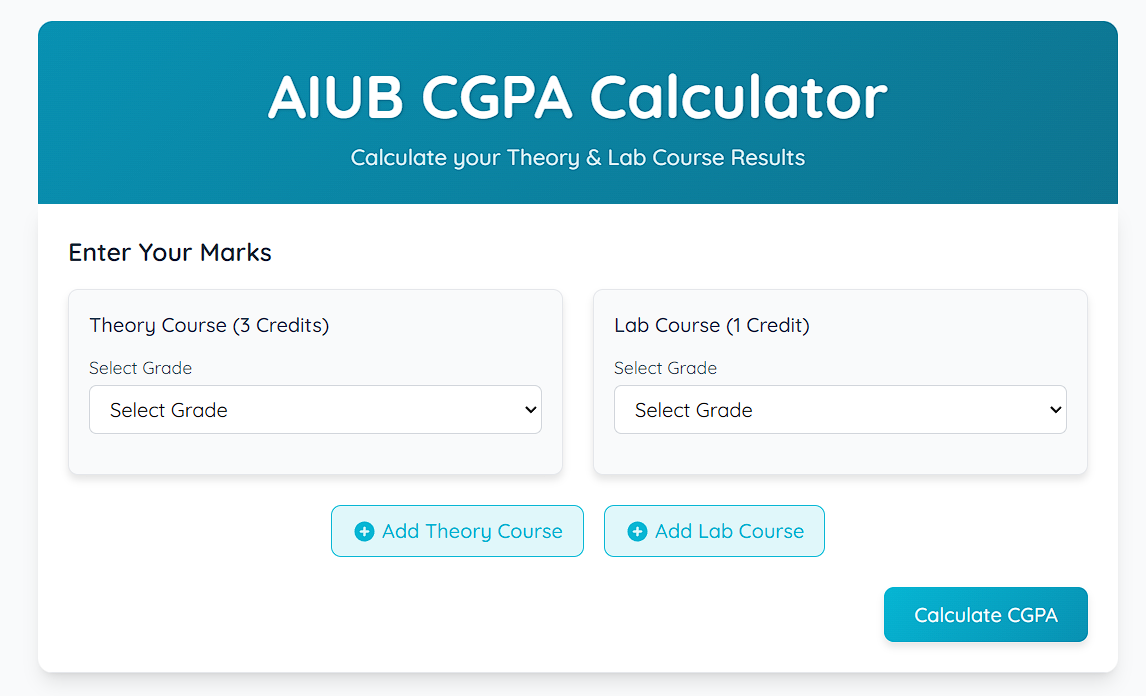 AIUB CGPA Calculator
Calculate your Theory & Lab Course Results
Enter Your Marks
Theory Course (3 Credits)
Select Grade
Select Grade
Lab Course (1 Credit)
Select Grade
Select Grade
Add Theory Course
Add Lab Course
Calculate CGPA